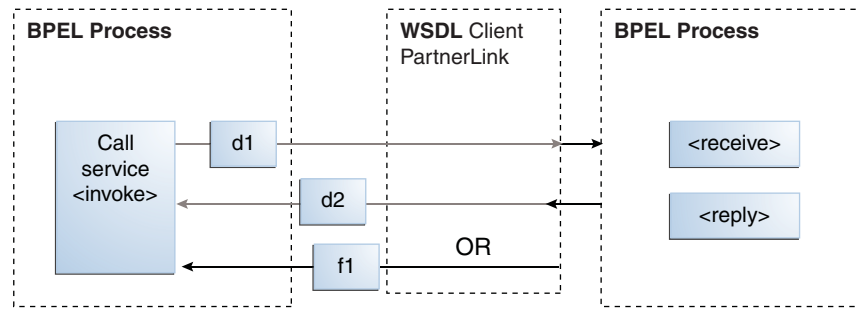 BPEL Process
WSDL Client
PartnerLink
BPEL Process
Call
service
<invoke>
d1
d2
f1
OR
<receive>
<reply>